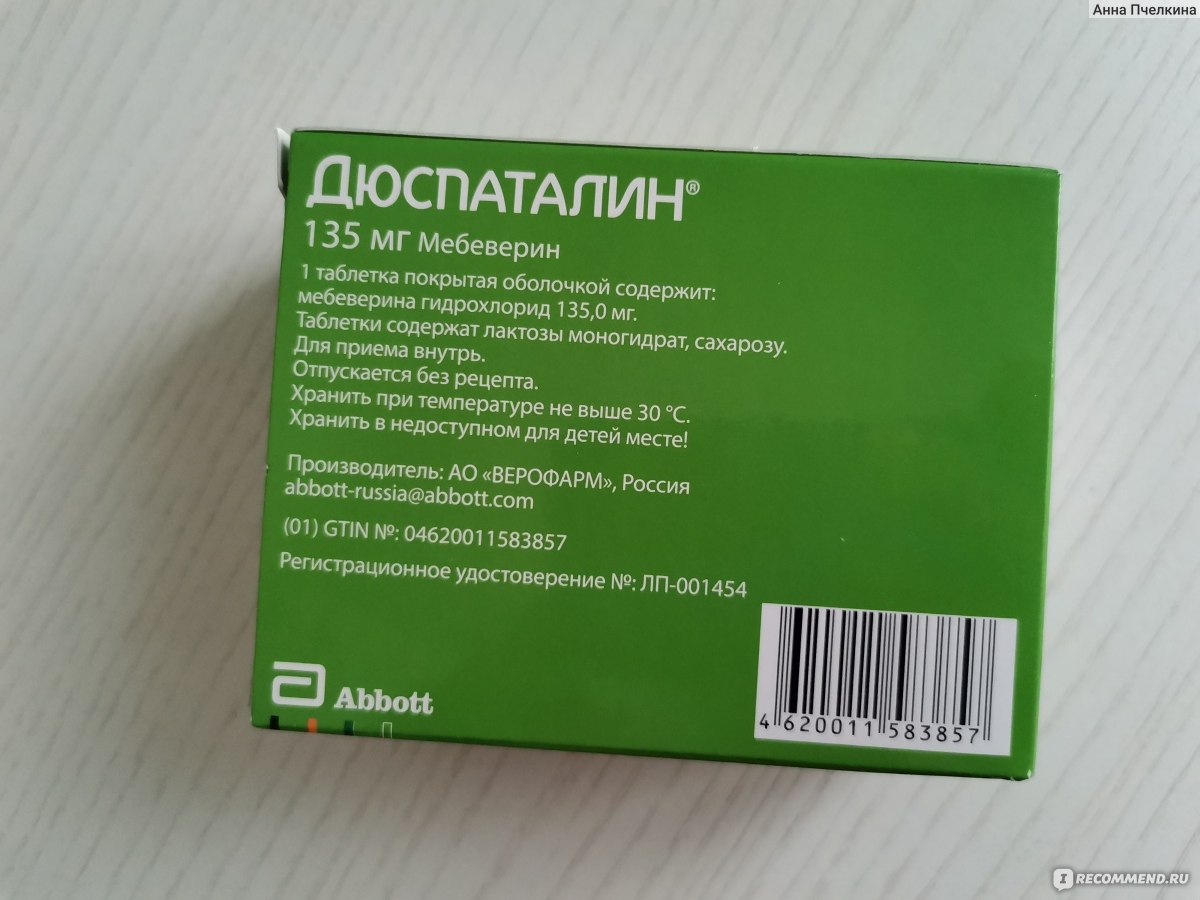 Анна Пчелкина
ДЮСПАТАЛИН®
135 мг Мебеверин
1 таблетка покрытая оболочкой содержит:
мебеверина гидрохлорид 135,0 мг.
Таблетки содержат лактозы моногидрат, сахарозу.
Для приема внутрь.
Отпускается без рецепта.
Хранить при температуре не выше 30 °С.
Хранить в недоступном для детей месте!
Производитель: АО «ВЕРОФАРМ», Россия
abbott-russia@abbott.com
(01) GTIN №: 04620011583857
Регистрационное удостоверение №: ЛП-001454
Abbott
4 620011 583857
IRECOMMEND.RU